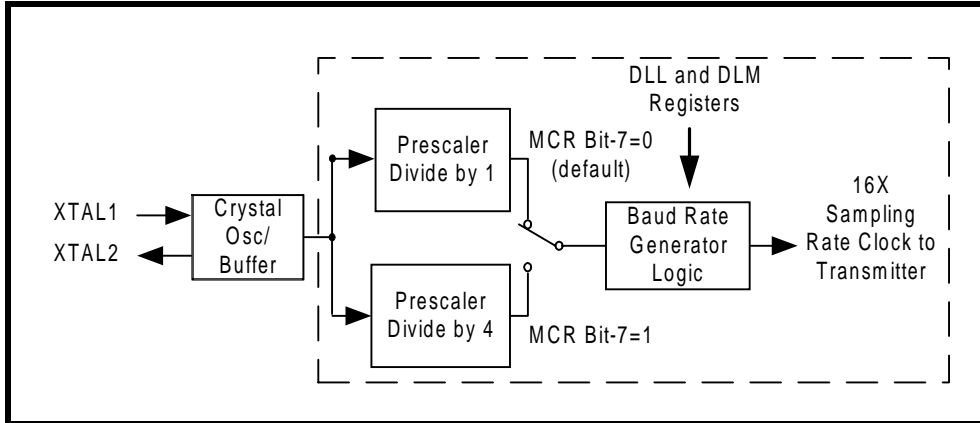 DLL and DLM
Registers
Prescaler
Divide by 1
MCR Bit-7=0
(default)
XTAL1
XTAL2
Crystal
Osc/
Buffer
Baud Rate
Generator
Logic
16X
Sampling
Rate Clock to
Transmitter
Prescaler
Divide by 4
MCR Bit-7=1